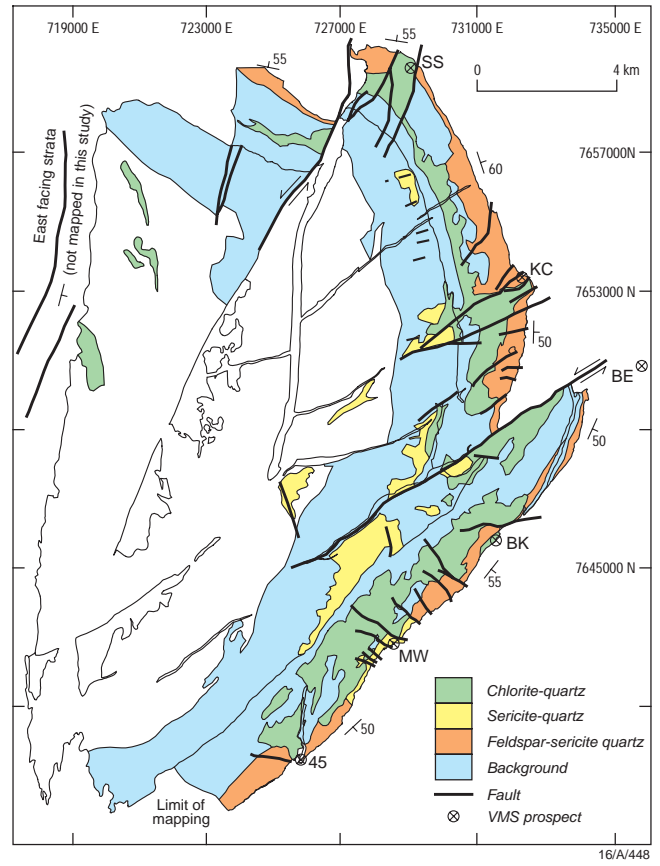 719000 E
723000 E
727000 E
731000 E
735000 E
55
55
SS
0
4 km
7657000N
East facing strata
(not mapped in this study)
60
KC
7653000 N
50
BE
50
BK
7645000 N
55
MW
Chlorite-quartz
Sericite-quartz
Feldspar-sericite quartz
Background
Fault
VMS prospect
50
45
Limit of
mapping
16/A/448